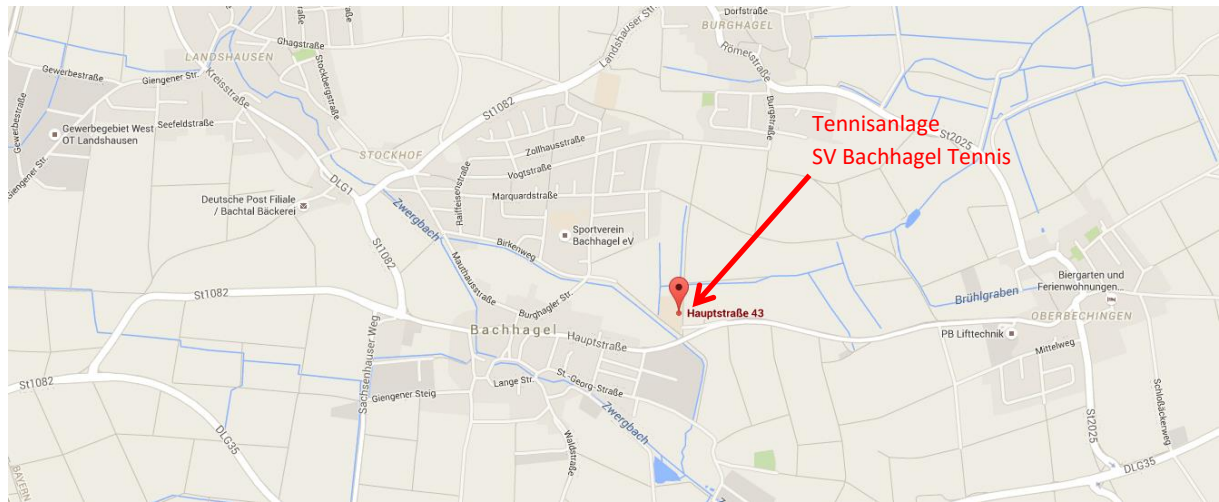 Dorfstraße
BURGHAGEL
Landshauser Str.
Römerstraße
Ghagstraße
LANDSHAUSEN
Gewerbestraße
Giengener Str.
Kreisstraße
Stockbergstraße
St1082
Gewerbestraße
Seefeldstraße
Gewerbegebiet West
OT Landshausen
Burgstraße
Tennisanlage
SV Bachhagel Tennis
St2025
Zollhausstraße
STOCKHOF
Vogtstraße
Giengener Str.
DLG1
Raiffeisenstraße
Marquardstraße
Deutsche Post Filiale
/ Bachtal Bäckerei
Zwergbach
Sportverein
Bachhagel eV
Birkenweg
St1082
Mauthausstraße
Biergarten und
Ferienwohnungen...
St1082
Brühlgraben
Burghagler Str.
Hauptstraße 43
OBERBECHINGEN
Bachhagel
Hauptstraße
PB Lifttechnik
Mittelweg
Sachsenhauser Weg
St1082
Lange Str.
St.-Georg-Straße
Giengener Steig
Schloßäckerweg
Zwergbach
St2025
Waldstraße
DLG35
DLG35
BAYERN